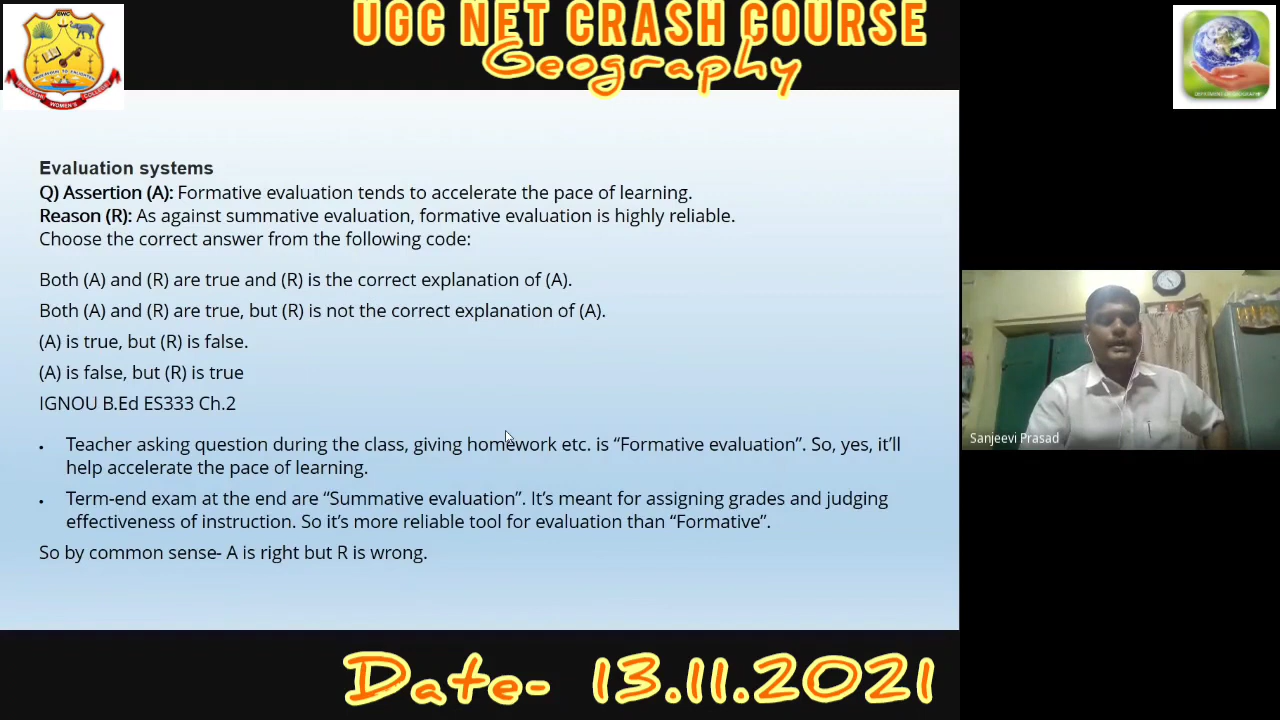 UGC NET CRASH COURSE
Geography
BWC
WOMEN'S
COLLEGE
Evaluation systems
Q) Assertion (A): Formative evaluation tends to accelerate the pace of learning.
Reason (R): As against summative evaluation, formative evaluation is highly reliable.
Choose the correct answer from the following code:
Both (A) and (R) are true and (R) is the correct explanation of (A).
Both (A) and (R) are true, but (R) is not the correct explanation of (A).
(A) is true, but (R) is false.
(A) is false, but (R) is true
IGNOU B.Ed ES333 Ch.2
• Teacher asking question during the class, giving homework etc. is “Formative evaluation”. So, yes, it’ll
help accelerate the pace of learning.
• Term-end exam at the end are “Summative evaluation”. It’s meant for assigning grades and judging
effectiveness of instruction. So it’s more reliable tool for evaluation than “Formative”.
So by common sense- A is right but R is wrong.
Sanjeevi Prasad
Date- 13.11.2021